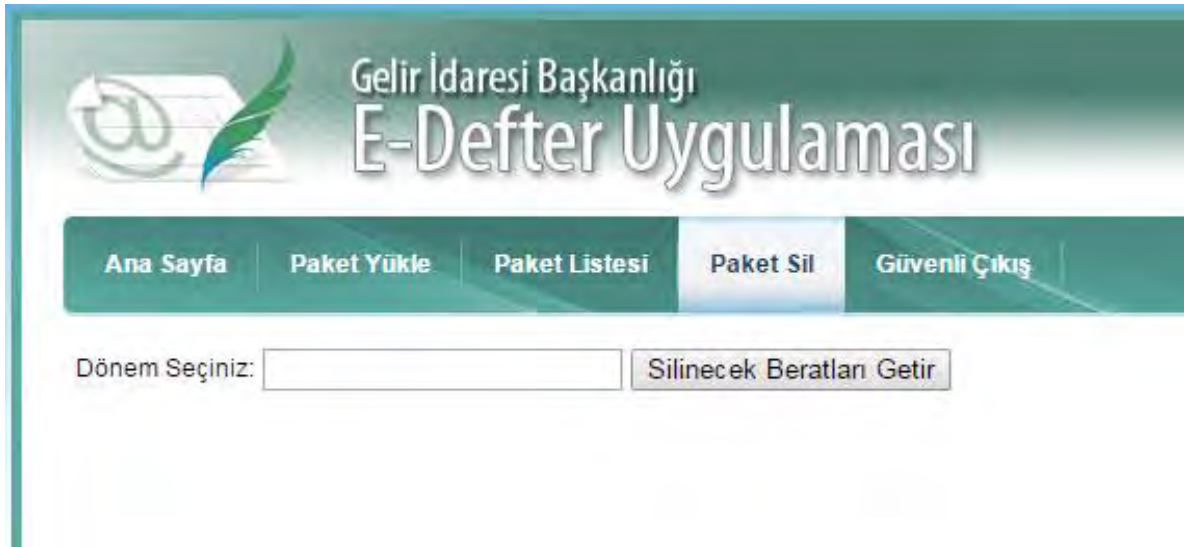 Gelir İdaresi Başkanlığı
E-Defter Uygulaması
Ana Sayfa Paket Yükle Paket Listesi Paket Sil Güvenli Çıkış
Dönem Seçiniz: Silinecek Beratları Getir